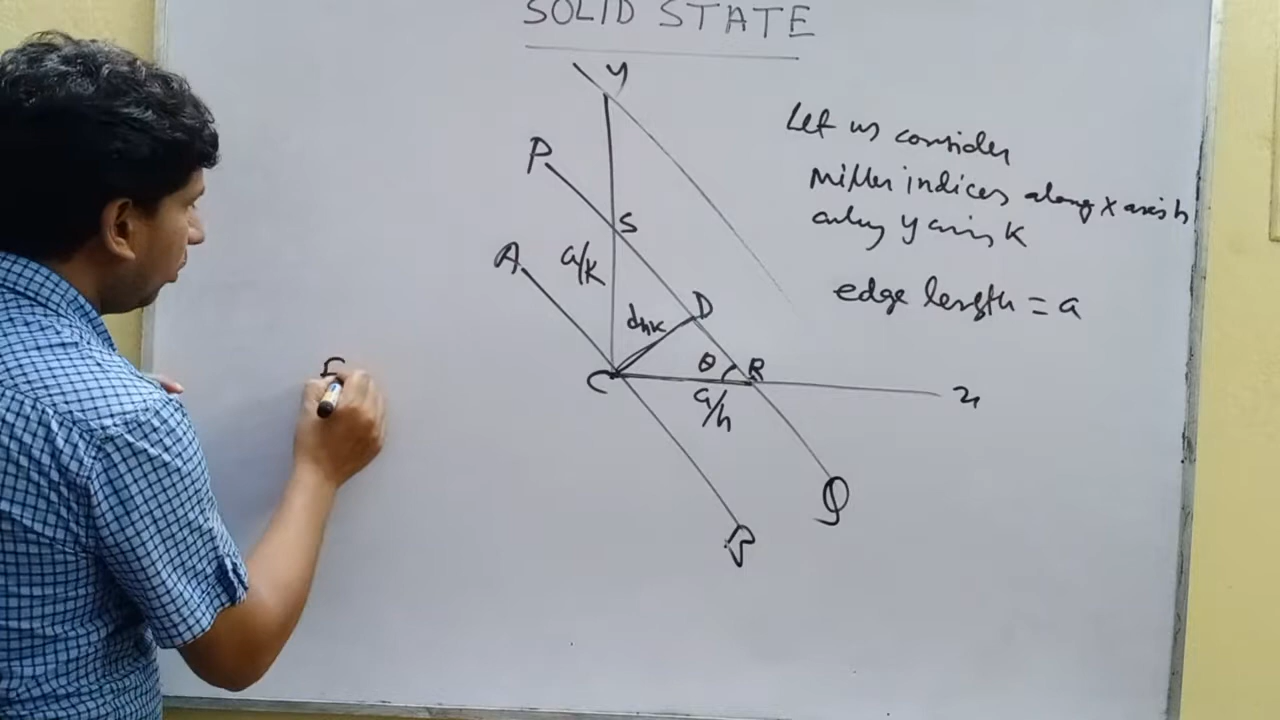 SOLID STATE
y
P
Let us consider
Miller indices along x axis h
along y axis k
S
A
a/k
edge length = a
D
dhk
θ
R
C
a/h
x
Q
B